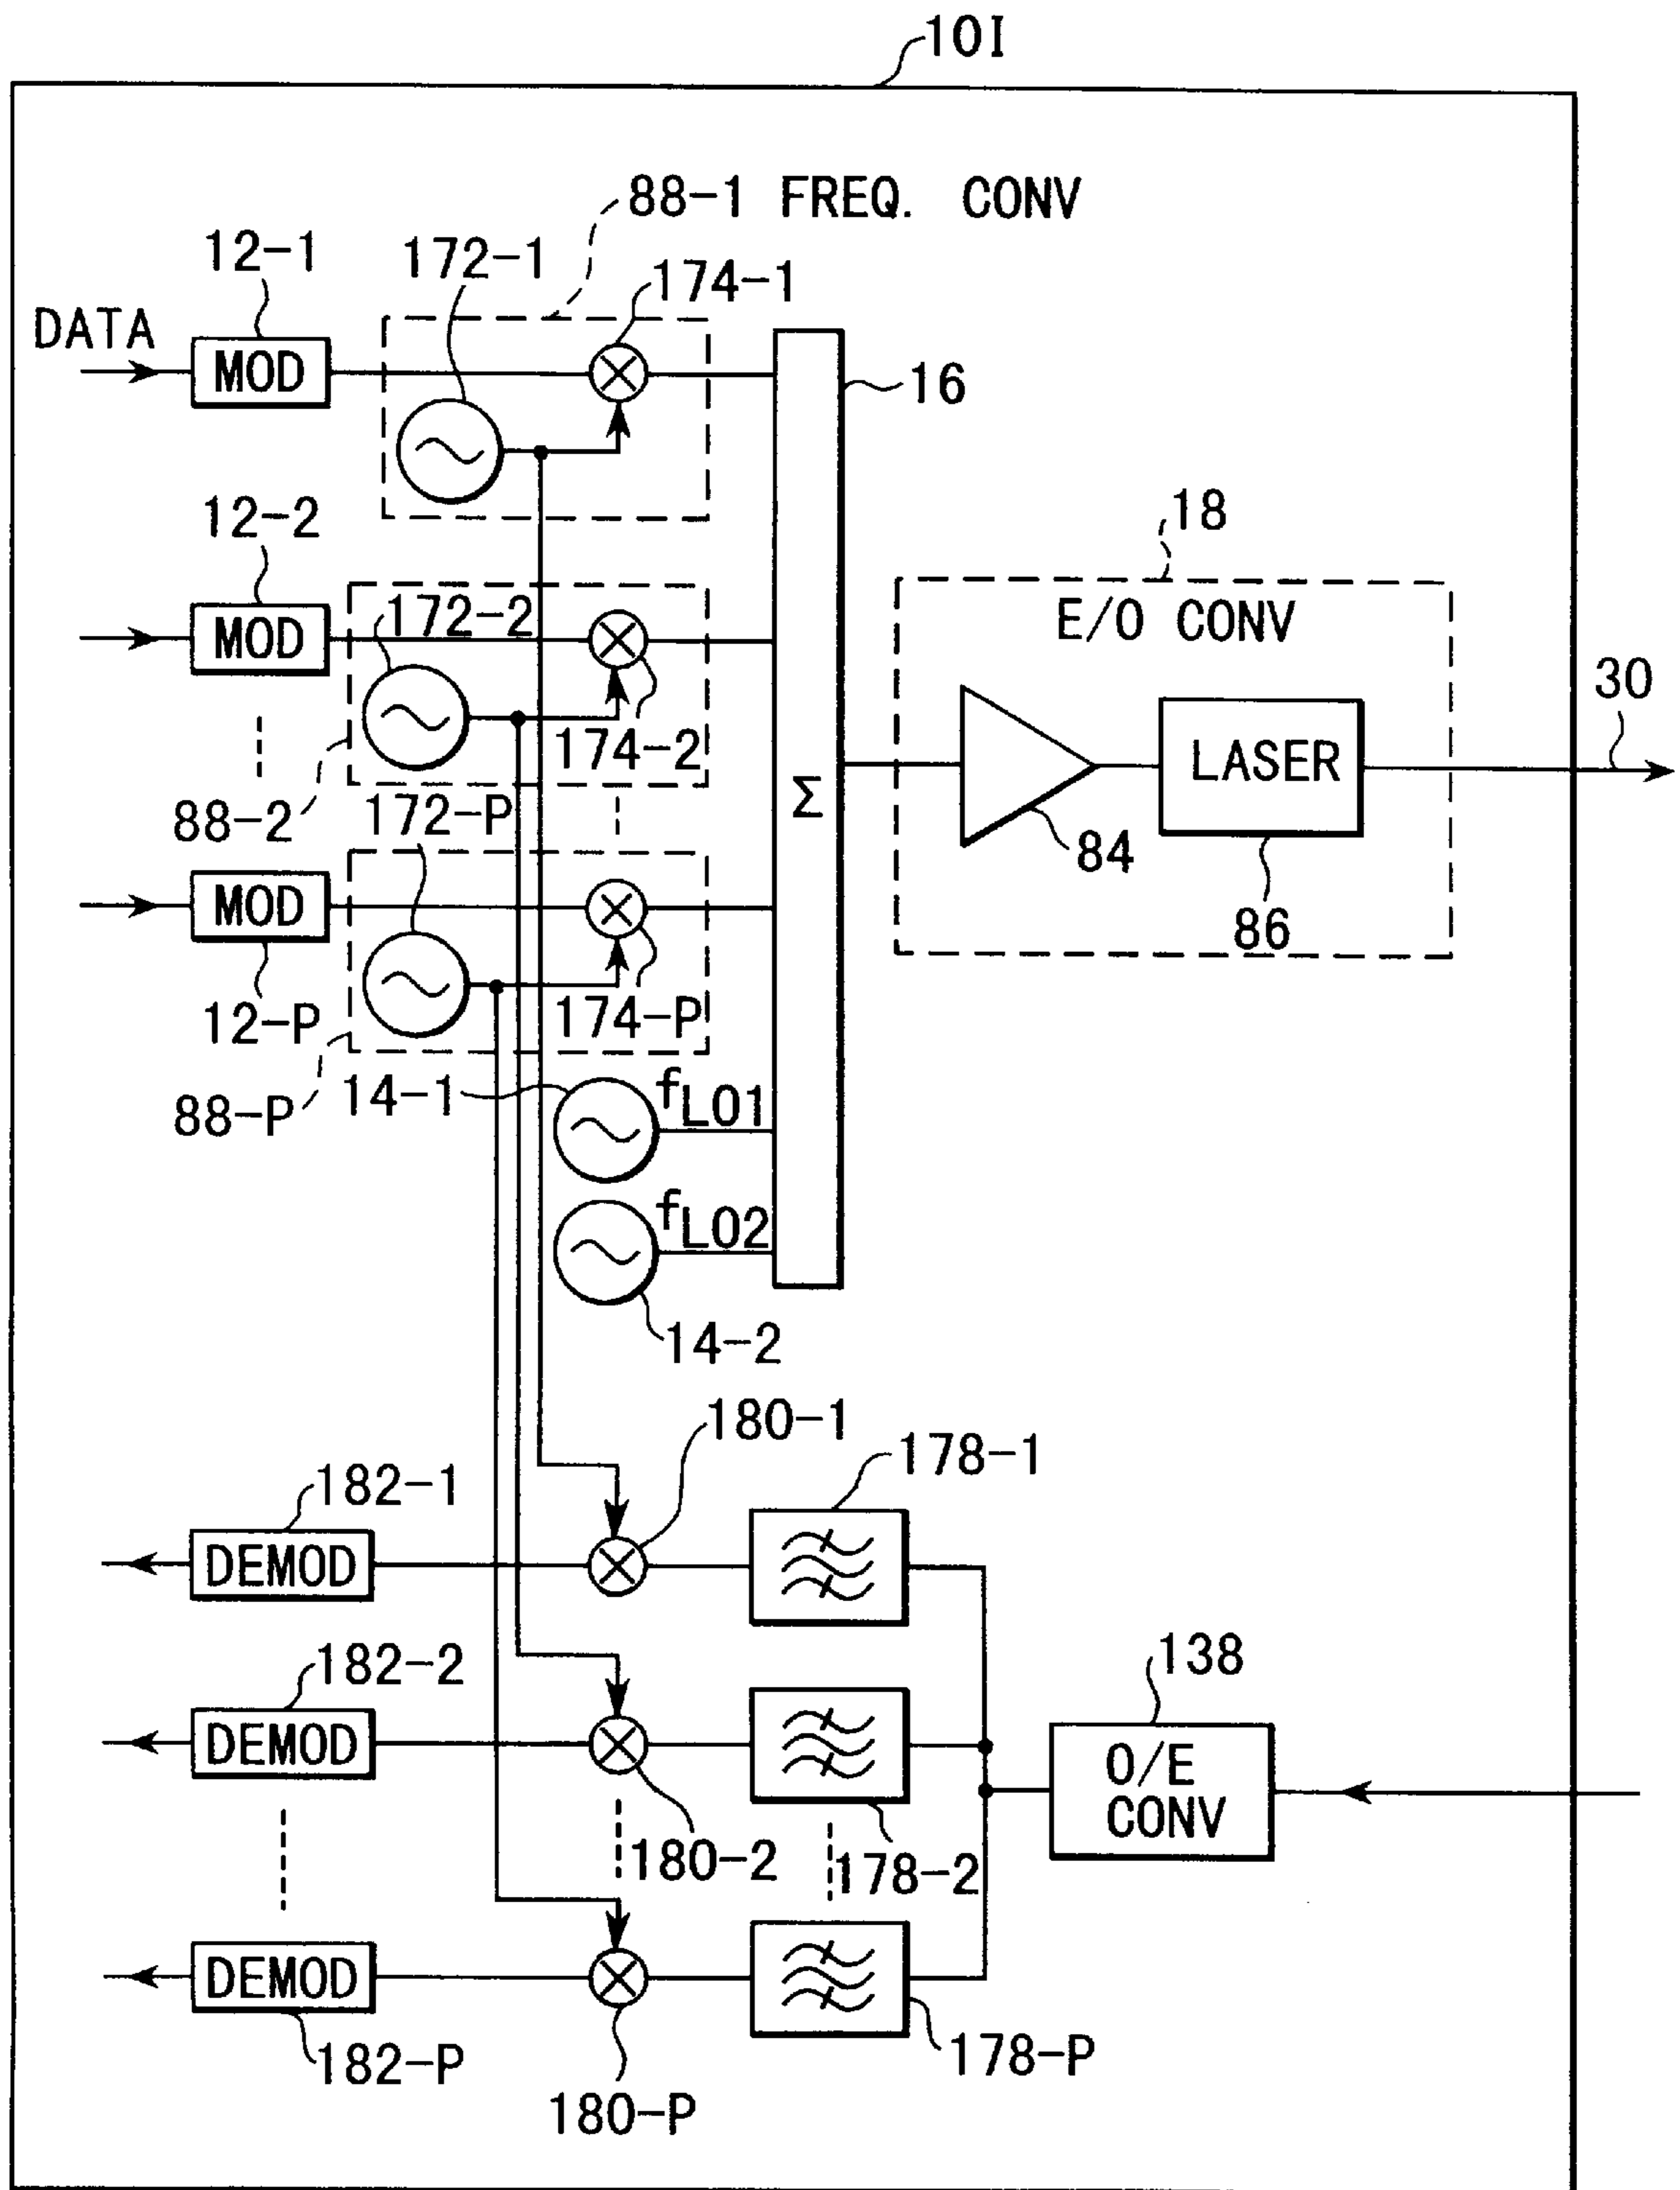 10I
88-1 FREQ. CONV
12-1
172-1
174-1
DATA
MOD
16
12-2
18
172-2
E/O CONV
MOD
30
174-2
LASER
Σ
88-2
172-P
84
MOD
86
12-P
174-P
14-1
fLO1
88-P
fLO2
14-2
180-1
178-1
182-1
DEMOD
182-2
138
DEMOD
O/E
CONV
180-2
178-2
DEMOD
182-P
178-P
180-P